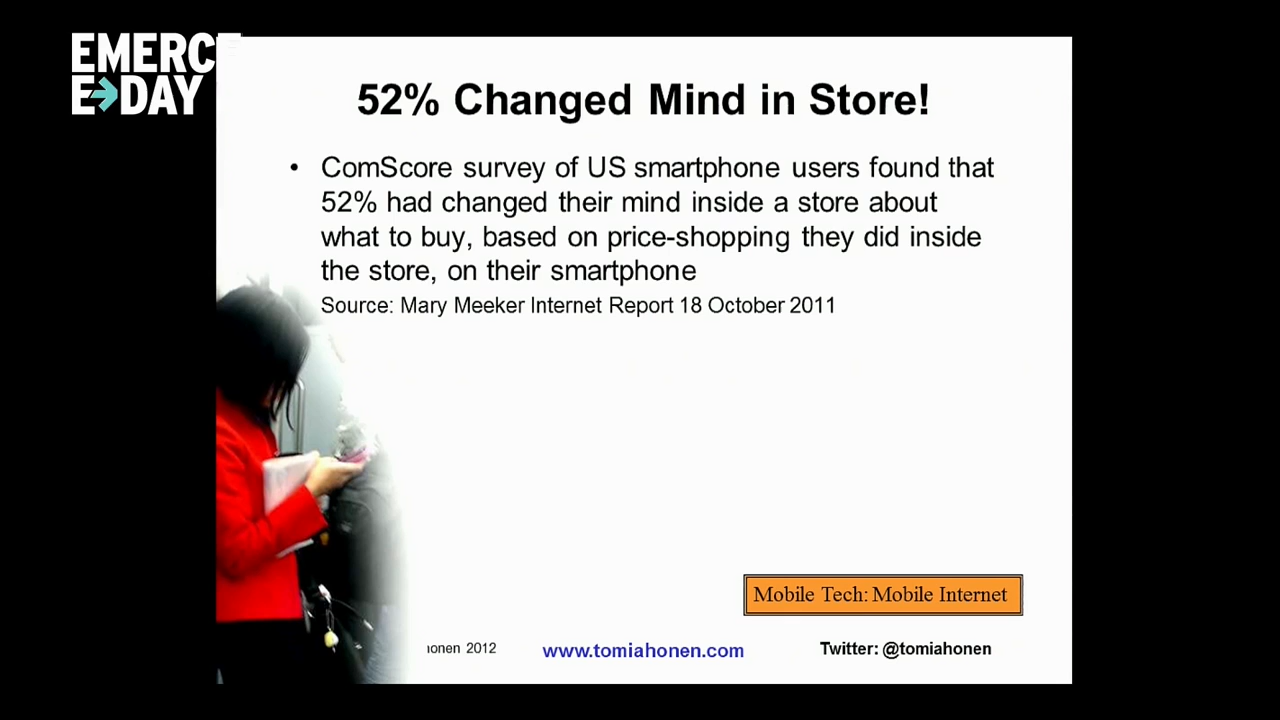 EMERCE
E→DAY
52% Changed Mind in Store!
• ComScore survey of US smartphone users found that
52% had changed their mind inside a store about
what to buy, based on price-shopping they did inside
the store, on their smartphone
Source: Mary Meeker Internet Report 18 October 2011
Mobile Tech: Mobile Internet
honen 2012
www.tomiahonen.com
Twitter: @tomiahonen